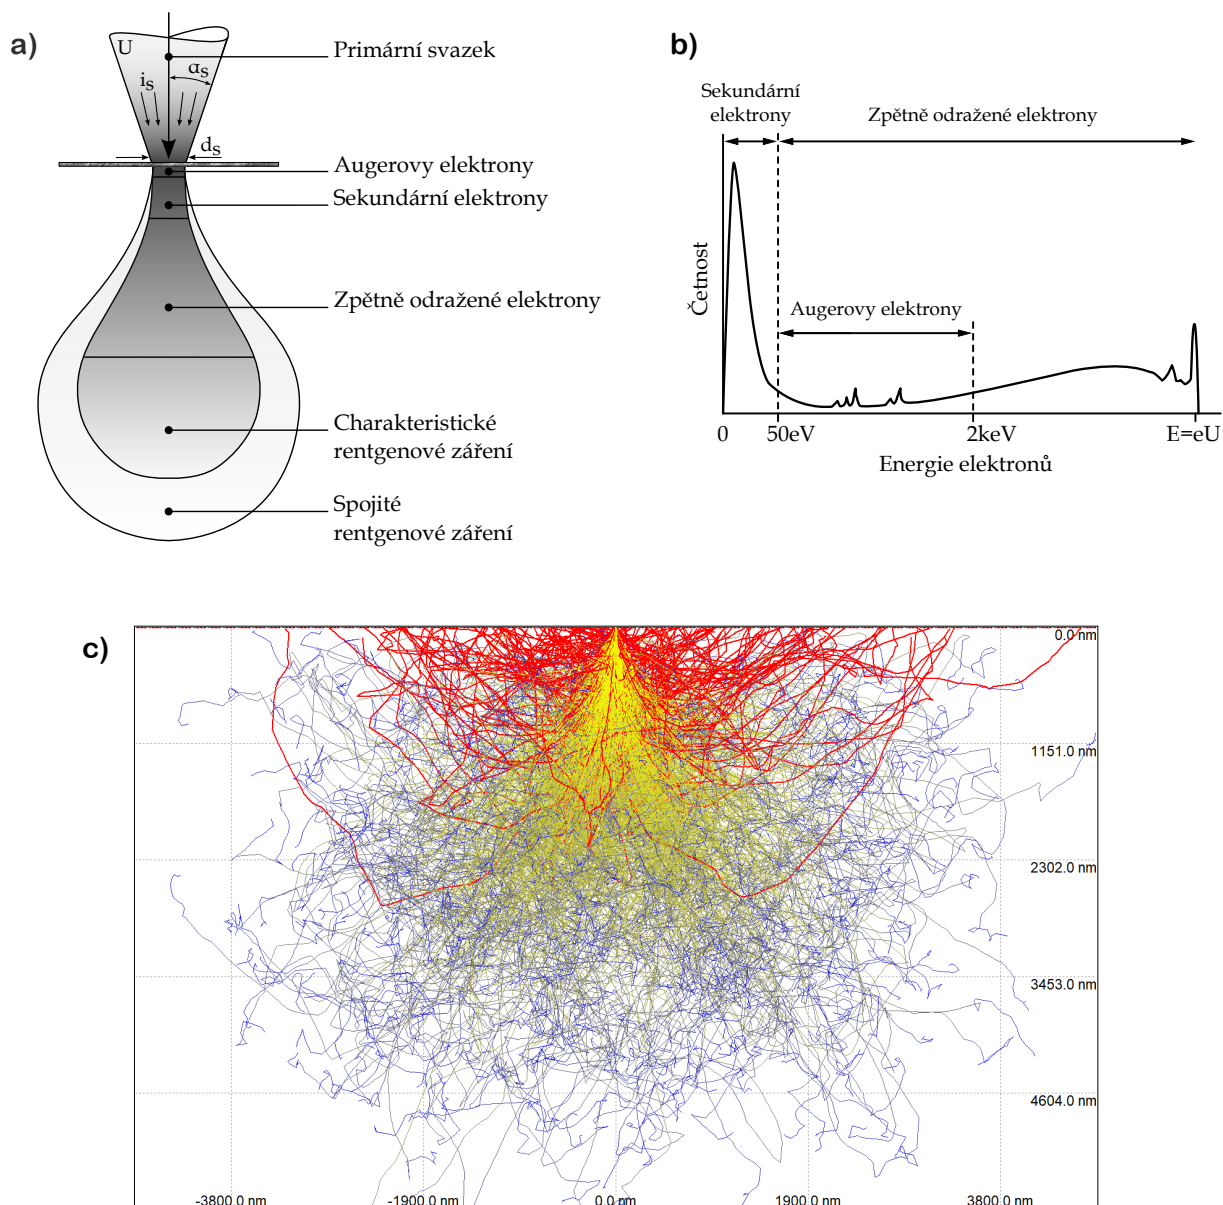 a)
U
i_s
α_s
d_s
Primární svazek
Augerovy elektrony
Sekundární elektrony
Zpětně odražené elektrony
Charakteristické
rentgenové záření
Spojité
rentgenové záření
b)
Sekundární
elektrony
Zpětně odražené elektrony
Četnost
Augerovy elektrony
0
50eV
2keV
E=eU
Energie elektronů
c)
0.0 nm
1151.0 nm
2302.0 nm
3453.0 nm
4604.0 nm
-3800.0 nm
-1900.0 nm
0.0 nm
1900.0 nm
3800.0 nm